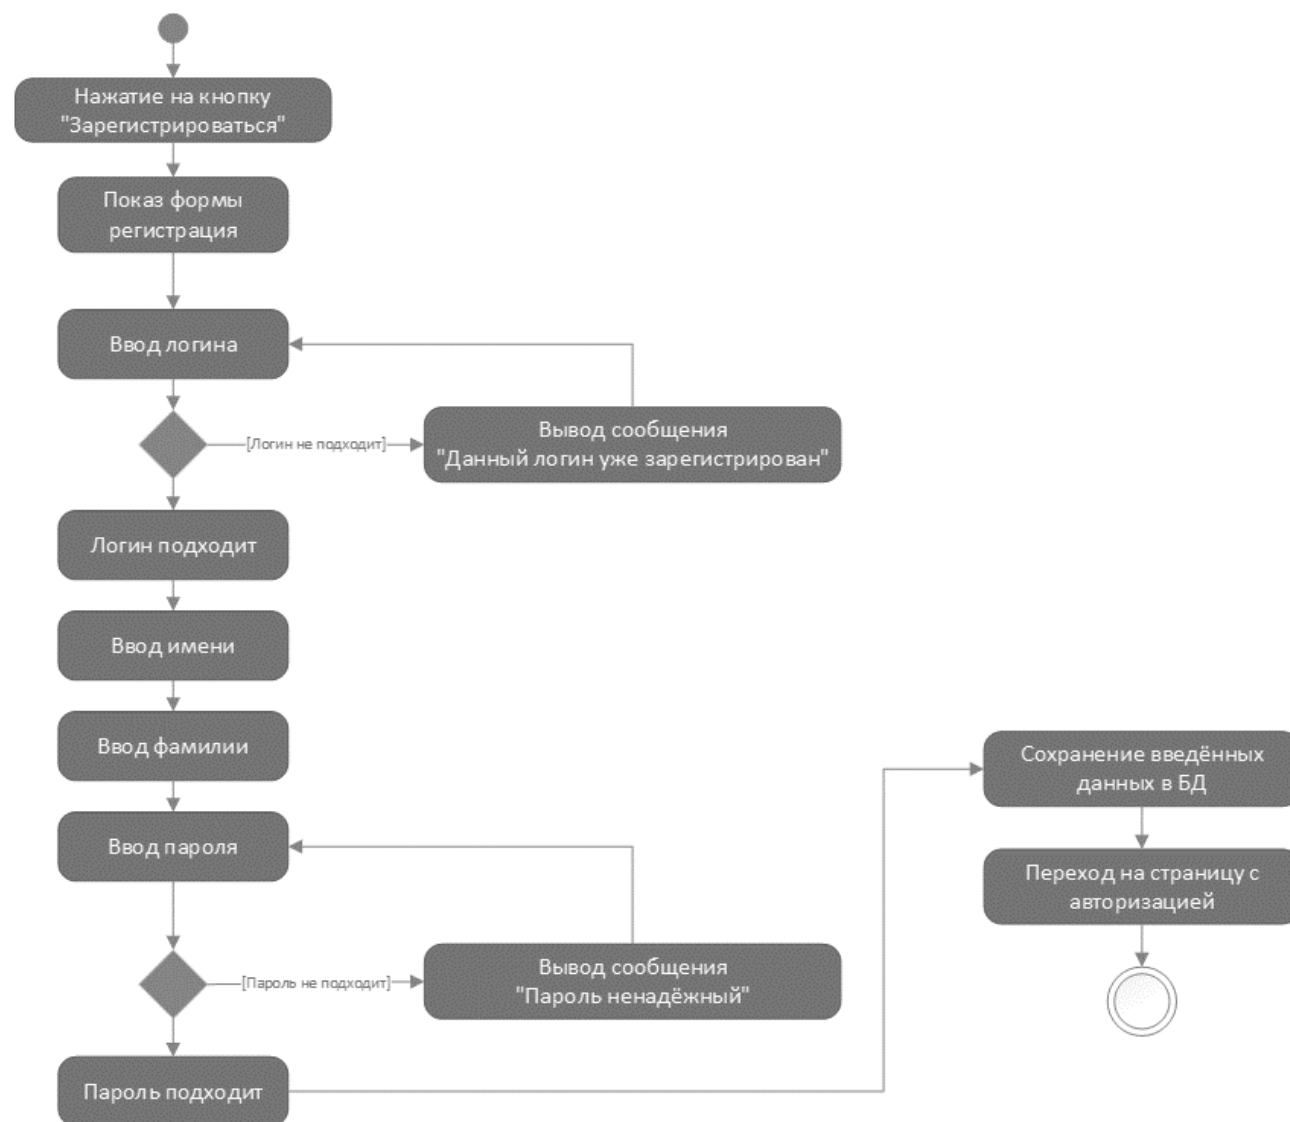 Нажатие на кнопку
"Зарегистрироваться"
Показ формы
регистрация
Ввод логина
[Логин не подходит]
Вывод сообщения
"Данный логин уже зарегистрирован"
Логин подходит
Ввод имени
Ввод фамилии
Ввод пароля
[Пароль не подходит]
Вывод сообщения
"Пароль ненадёжный"
Пароль подходит
Сохранение введённых
данных в БД
Переход на страницу с
авторизацией